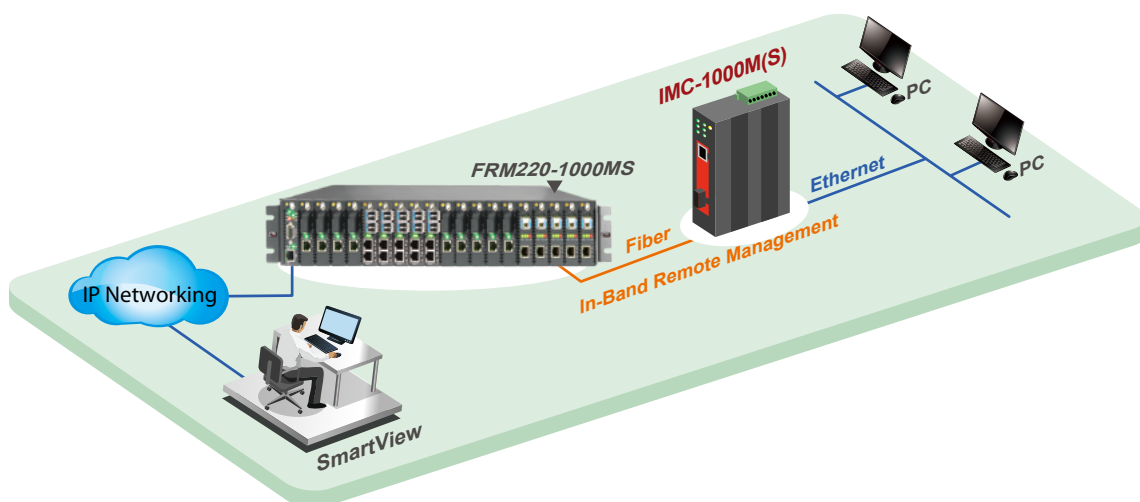 IMC-1000M(S)
PC
PC
FRM220-1000MS
Ethernet
Fiber
In-Band Remote Management
IP Networking
SmartView